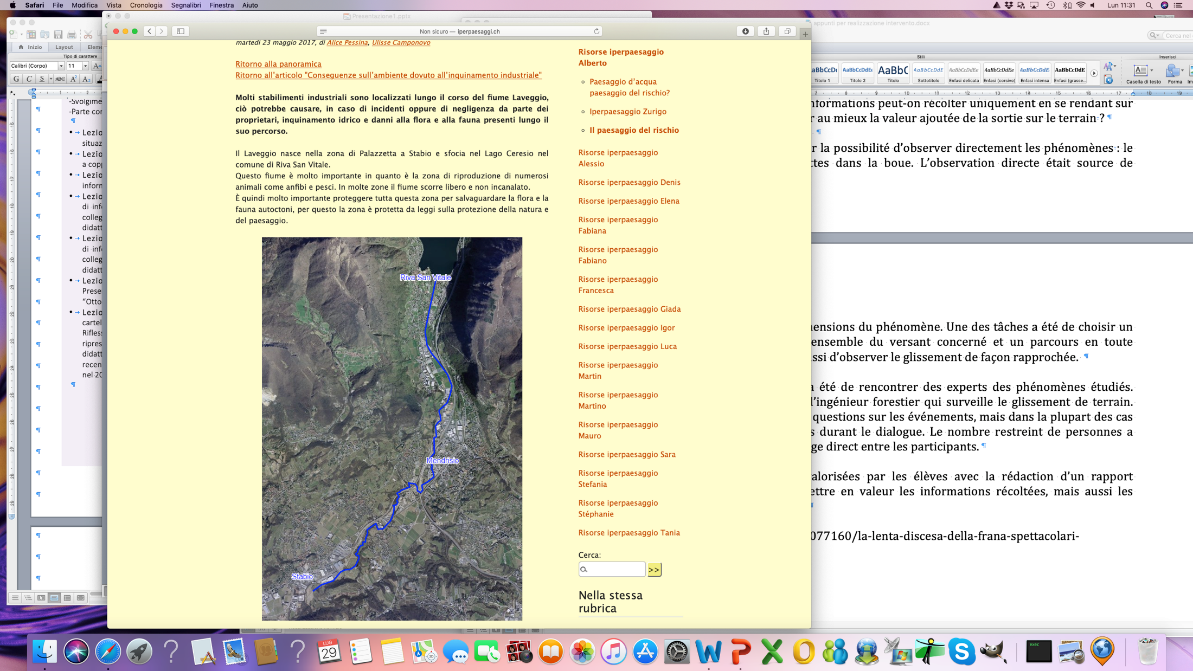 Safari File Modifica Vista Cronologia Segnalibri Finestra Aiuto
Lun 11:31
Presentazione1.pptx
Non sicuro — iperpaesaggi.ch
Inizio Layout
Calibri (Corpo) 11
martedì 23 maggio 2017, di Alice Pessina, Ulisse Camponovo
Ritorno alla panoramica
Ritorno all'articolo "Conseguenze sull'ambiente dovuto all'inquinamento industriale"
Molti stabilimenti industriali sono localizzati lungo il corso del fiume Laveggio,
ciò potrebbe causare, in caso di incidenti oppure di negligenza da parte dei
proprietari, inquinamento idrico e danni alla flora e alla fauna presenti lungo il
suo percorso.
Il Laveggio nasce nella zona di Palazzetta a Stabio e sfocia nel Lago Ceresio nel
comune di Riva San Vitale.
Questo fiume è molto importante in quanto è la zona di riproduzione di numerosi
animali come anfibi e pesci. In molte zone il fiume scorre libero e non incanalato.
È quindi molto importante proteggere tutta questa zona per salvaguardare la flora e la
fauna autoctoni, per questo la zona è protetta da leggi sulla protezione della natura e
del paesaggio.
Riva San Vitale
Mendrisio
Stabio
Risorse iperpaesaggio
Alberto
Paesaggio d'acqua
paesaggio del rischio?
Iperpaesaggio Zurigo
Il paesaggio del rischio
Risorse iperpaesaggio
Alessio
Risorse iperpaesaggio Denis
Risorse iperpaesaggio Elena
Risorse iperpaesaggio
Fabiana
Risorse iperpaesaggio
Fabiano
Risorse iperpaesaggio
Francesca
Risorse iperpaesaggio Giada
Risorse iperpaesaggio Igor
Risorse iperpaesaggio Luca
Risorse iperpaesaggio
Martin
Risorse iperpaesaggio
Martino
Risorse iperpaesaggio
Mauro
Risorse iperpaesaggio Sara
Risorse iperpaesaggio
Stefania
Risorse iperpaesaggio
Stéphanie
Risorse iperpaesaggio Tania
Cerca:
>>
Nella stessa
rubrica
Inserisci
Casella di testo Forma
informations peut-on récolter uniquement en se rendant sur
r au mieux la valeur ajoutée de la sortie sur le terrain ?
r la possibilité d'observer directement les phénomènes : le
ttes dans la boue. L'observation directe était source de
ensions du phénomène. Une des tâches a été de choisir un
ensemble du versant concerné et un parcours en toute
ssi d'observer le glissement de façon rapprochée.
a été de rencontrer des experts des phénomènes étudiés.
l'ingénieur forestier qui surveille le glissement de terrain.
questions sur les événements, mais dans la plupart des cas
s durant le dialogue. Le nombre restreint de personnes a
ge direct entre les participants.
alorisées par les élèves avec la rédaction d'un rapport
ettre en valeur les informations récoltées, mais aussi les
077160/la-lenta-discesa-della-frana-spettacolari-
LUN
29